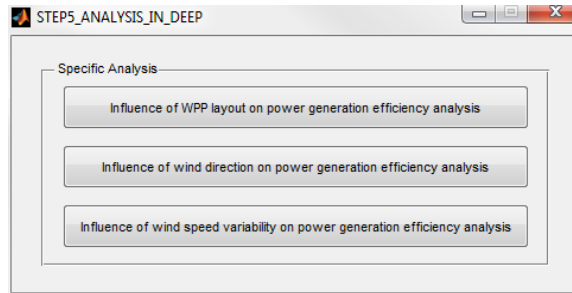 STEP5_ANALYSIS_IN_DEEP
Specific Analysis
Influence of WPP layout on power generation efficiency analysis
Influence of wind direction on power generation efficiency analysis
Influence of wind speed variability on power generation efficiency analysis